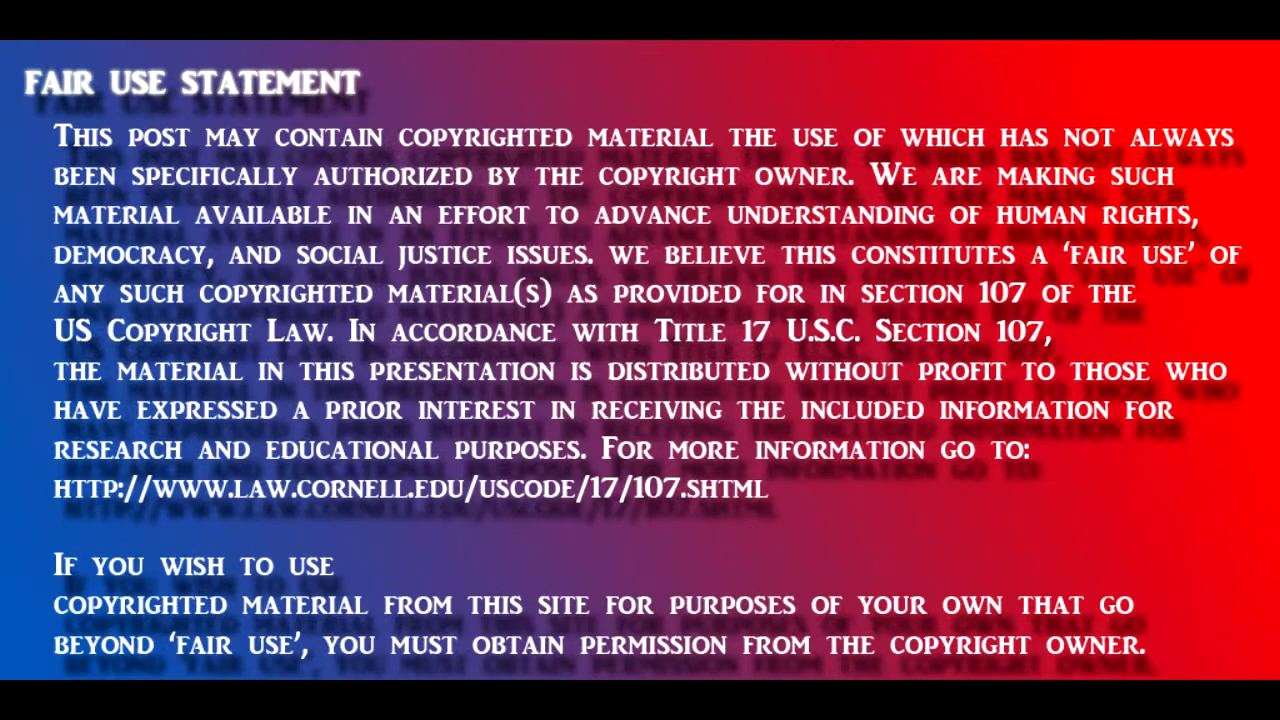 FAIR USE STATEMENT
THIS POST MAY CONTAIN COPYRIGHTED MATERIAL THE USE OF WHICH HAS NOT ALWAYS
BEEN SPECIFICALLY AUTHORIZED BY THE COPYRIGHT OWNER. WE ARE MAKING SUCH
MATERIAL AVAILABLE IN AN EFFORT TO ADVANCE UNDERSTANDING OF HUMAN RIGHTS,
DEMOCRACY, AND SOCIAL JUSTICE ISSUES. WE BELIEVE THIS CONSTITUTES A ‘FAIR USE’ OF
ANY SUCH COPYRIGHTED MATERIAL(S) AS PROVIDED FOR IN SECTION 107 OF THE
US COPYRIGHT LAW. IN ACCORDANCE WITH TITLE 17 U.S.C. SECTION 107,
THE MATERIAL IN THIS PRESENTATION IS DISTRIBUTED WITHOUT PROFIT TO THOSE WHO
HAVE EXPRESSED A PRIOR INTEREST IN RECEIVING THE INCLUDED INFORMATION FOR
RESEARCH AND EDUCATIONAL PURPOSES. FOR MORE INFORMATION GO TO:
HTTP://WWW.LAW.CORNELL.EDU/USCODE/17/107.SHTML
IF YOU WISH TO USE
COPYRIGHTED MATERIAL FROM THIS SITE FOR PURPOSES OF YOUR OWN THAT GO
BEYOND ‘FAIR USE’, YOU MUST OBTAIN PERMISSION FROM THE COPYRIGHT OWNER.